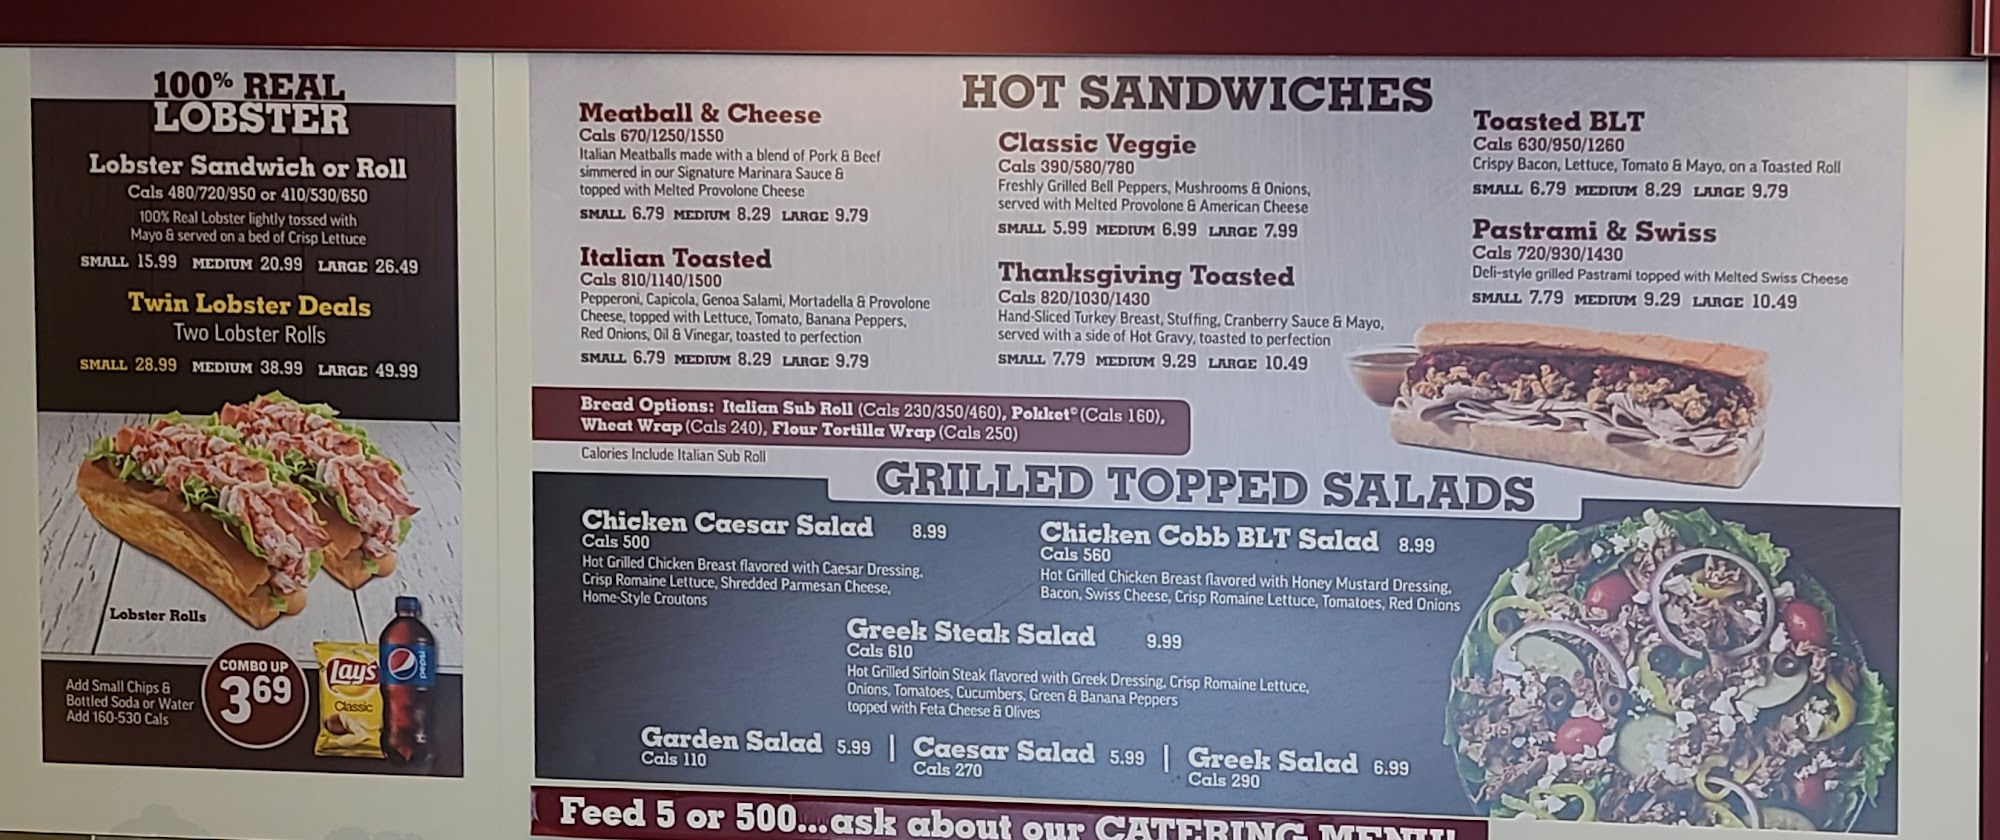 100% REAL
LOBSTER
Lobster Sandwich or Roll
Cals 480/720/950 or 410/530/650
100% Real Lobster lightly tossed with
Mayo & served on a bed of Crisp Lettuce
SMALL 15.99 MEDIUM 20.99 LARGE 26.49
Twin Lobster Deals
Two Lobster Rolls
SMALL 28.99 MEDIUM 38.99 LARGE 49.99
Lobster Rolls
Add Small Chips &
Bottled Soda or Water
Add 160-530 Cals
COMBO UP
3 69
Lay's
Classic
pepsi
HOT SANDWICHES
Meatball & Cheese
Cals 670/1250/1550
Italian Meatballs made with a blend of Pork & Beef
simmered in our Signature Marinara Sauce &
topped with Melted Provolone Cheese
SMALL 6.79 MEDIUM 8.29 LARGE 9.79
Italian Toasted
Cals 810/1140/1500
Pepperoni, Capicola, Genoa Salami, Mortadella & Provolone
Cheese, topped with Lettuce, Tomato, Banana Peppers,
Red Onions, Oil & Vinegar, toasted to perfection
SMALL 6.79 MEDIUM 8.29 LARGE 9.79
Classic Veggie
Cals 390/580/780
Freshly Grilled Bell Peppers, Mushrooms & Onions,
served with Melted Provolone & American Cheese
SMALL 5.99 MEDIUM 6.99 LARGE 7.99
Thanksgiving Toasted
Cals 820/1030/1430
Hand-Sliced Turkey Breast, Stuffing, Cranberry Sauce & Mayo,
served with a side of Hot Gravy, toasted to perfection
SMALL 7.79 MEDIUM 9.29 LARGE 10.49
Toasted BLT
Cals 630/950/1260
Crispy Bacon, Lettuce, Tomato & Mayo, on a Toasted Roll
SMALL 6.79 MEDIUM 8.29 LARGE 9.79
Pastrami & Swiss
Cals 720/930/1430
Deli-style grilled Pastrami topped with Melted Swiss Cheese
SMALL 7.79 MEDIUM 9.29 LARGE 10.49
Bread Options: Italian Sub Roll (Cals 230/350/460), Pokket© (Cals 160),
Wheat Wrap (Cals 240), Flour Tortilla Wrap (Cals 250)
Calories Include Italian Sub Roll
GRILLED TOPPED SALADS
Chicken Caesar Salad 8.99
Cals 500
Hot Grilled Chicken Breast flavored with Caesar Dressing,
Crisp Romaine Lettuce, Shredded Parmesan Cheese,
Home-Style Croutons
Chicken Cobb BLT Salad 8.99
Cals 560
Hot Grilled Chicken Breast flavored with Honey Mustard Dressing,
Bacon, Swiss Cheese, Crisp Romaine Lettuce, Tomatoes, Red Onions
Greek Steak Salad 9.99
Cals 610
Hot Grilled Sirloin Steak flavored with Greek Dressing, Crisp Romaine Lettuce,
Onions, Tomatoes, Cucumbers, Green & Banana Peppers
topped with Feta Cheese & Olives
Garden Salad 5.99 | Caesar Salad 5.99 | Greek Salad 6.99
Cals 110 Cals 270 Cals 290
Feed 5 or 500...ask about our CATERING MENU!